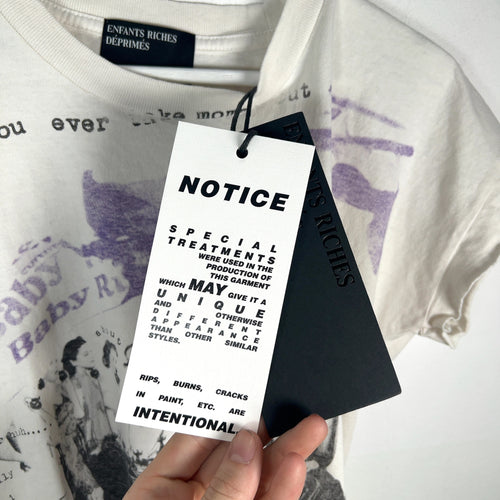 ENFANTS RICHES
DÉPRIMÉS
ou ever take mon
NOTICE
SPECIAL
TREATMENTS
WERE USED IN THE
PRODUCTION OF
THIS GARMENT
WHICH MAY GIVE IT A
UNIQUE
AND OTHERWISE
DIFFERENT
APPEARANCE
THAN OTHER SIMILAR
STYLES.
RIPS, BURNS, CRACKS
IN PAINT, ETC. ARE
INTENTIONAL.
ENFANTS RICHES
Baby
Baby R